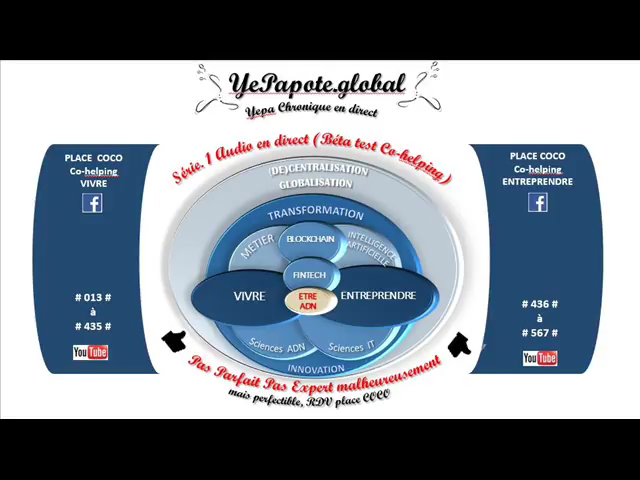 YePapote.global
Yepa Chronique en direct
Série. 1 Audio en direct ( Béta test Co-helping)
PLACE COCO
Co-helping
VIVRE
# 013 #
à
# 435 #
YouTube
(DE)CENTRALISATION
GLOBALISATION
TRANSFORMATION
METIER
BLOCKCHAIN
INTELLIGENCE
ARTIFICIELLE
FINTECH
VIVRE
ETRE
ADN
ENTREPRENDRE
Sciences ADN
Sciences IT
INNOVATION
PLACE COCO
Co-helping
ENTREPRENDRE
# 436 #
à
# 567 #
YouTube
Pas Parfait Pas Expert malheureusement
mais perfectible, RDV place COCO